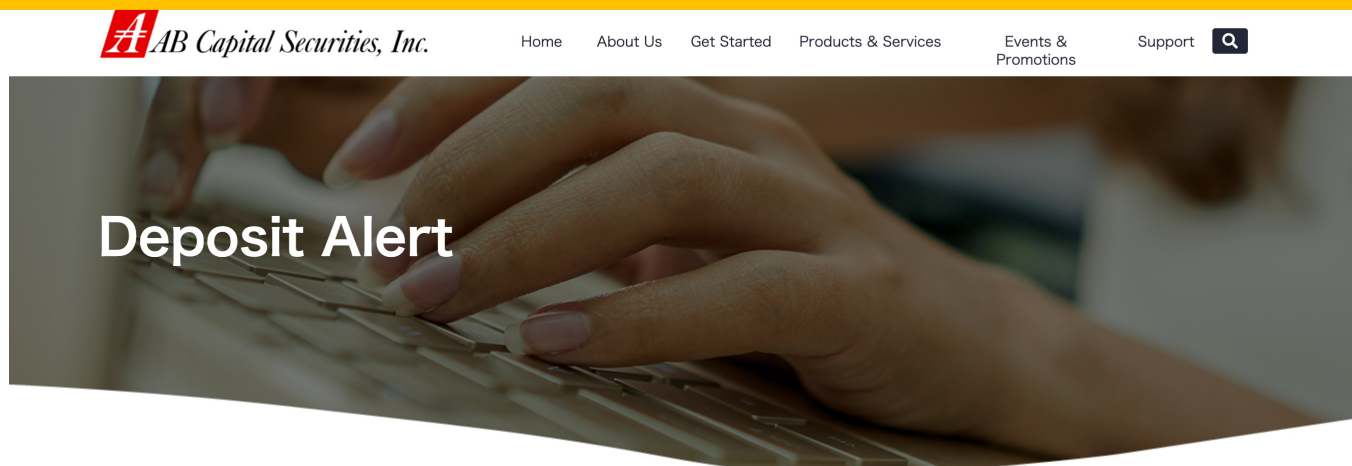 AB Capital Securities, Inc.
Home
About Us
Get Started
Products & Services
Events &
Promotions
Support
Deposit Alert